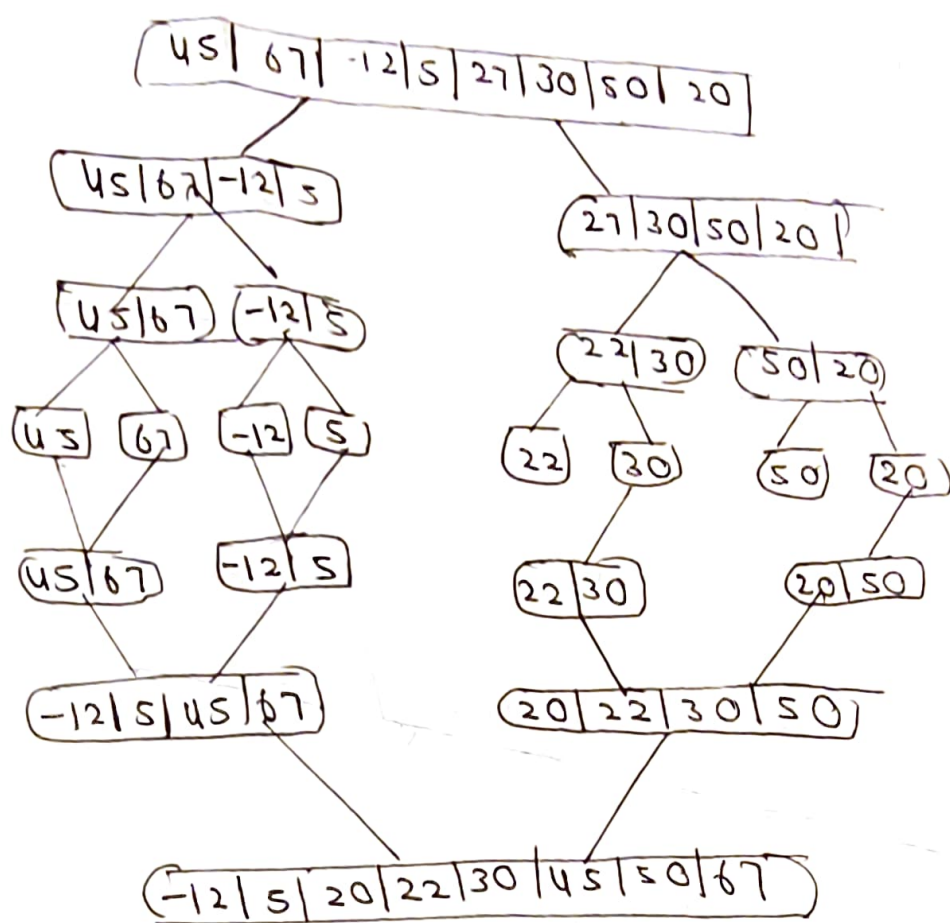 45 | 67 | -12 | 5 | 27 | 30 | 50 | 20
45 | 67 | -12 | 5
27 | 30 | 50 | 20
45 | 67
-12 | 5
22 | 30
50 | 20
45
67
-12
5
22
30
50
20
45 | 67
-12 | 5
22 | 30
20 | 50
-12 | 5 | 45 | 67
20 | 22 | 30 | 50
-12 | 5 | 20 | 22 | 30 | 45 | 50 | 67